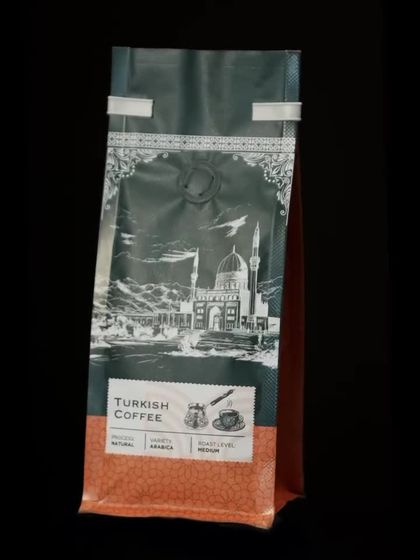 TURKISH
COFFEE
PROCESS: VARIETY: ROAST LEVEL:
NATURAL ARABICA MEDIUM